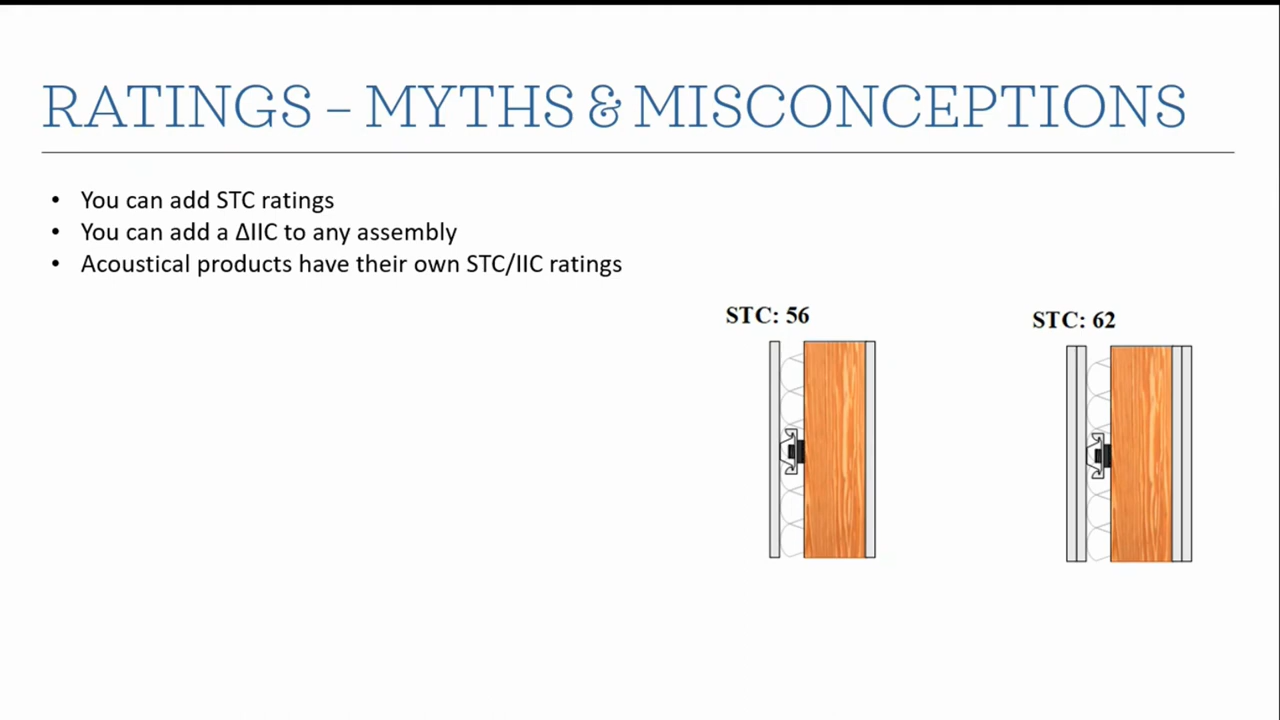 RATINGS – MYTHS & MISCONCEPTIONS
• You can add STC ratings
• You can add a ΔIIC to any assembly
• Acoustical products have their own STC/IIC ratings
STC: 56
STC: 62